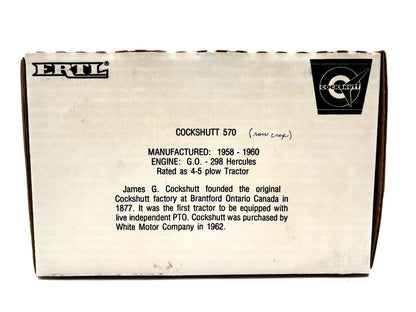 ERTL
COCKSHUTT
COCKSHUTT 570 (row crop)
MANUFACTURED: 1958 - 1960
ENGINE: G.O. - 298 Hercules
Rated as 4-5 plow Tractor
James G. Cockshutt founded the original
Cockshutt factory at Brantford Ontario Canada in
1877. It was the first tractor to be equipped with
live independent PTO. Cockshutt was purchased by
White Motor Company in 1962.